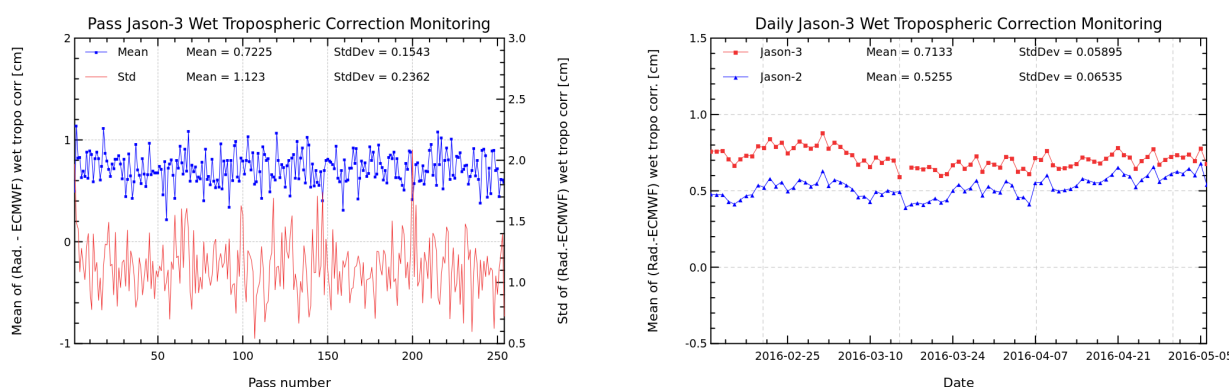 Pass Jason-3 Wet Tropospheric Correction Monitoring
Mean of (Rad. - ECMWF) wet tropo corr [cm]
2
1
0
-1
Mean Mean = 0.7225 StdDev = 0.1543
Std Mean = 1.123 StdDev = 0.2362
3.0
2.5
2.0
1.5
1.0
0.5
Std of (Rad.-ECMWF) wet tropo corr [cm]
50 100 150 200 250
Pass number
Daily Jason-3 Wet Tropospheric Correction Monitoring
Mean of (Rad.-ECMWF) wet tropo corr. [cm]
1.5
1.0
0.5
0.0
-0.5
Jason-3 Mean = 0.7133 StdDev = 0.05895
Jason-2 Mean = 0.5255 StdDev = 0.06535
2016-02-25 2016-03-10 2016-03-24 2016-04-07 2016-04-21 2016-05-05
Date